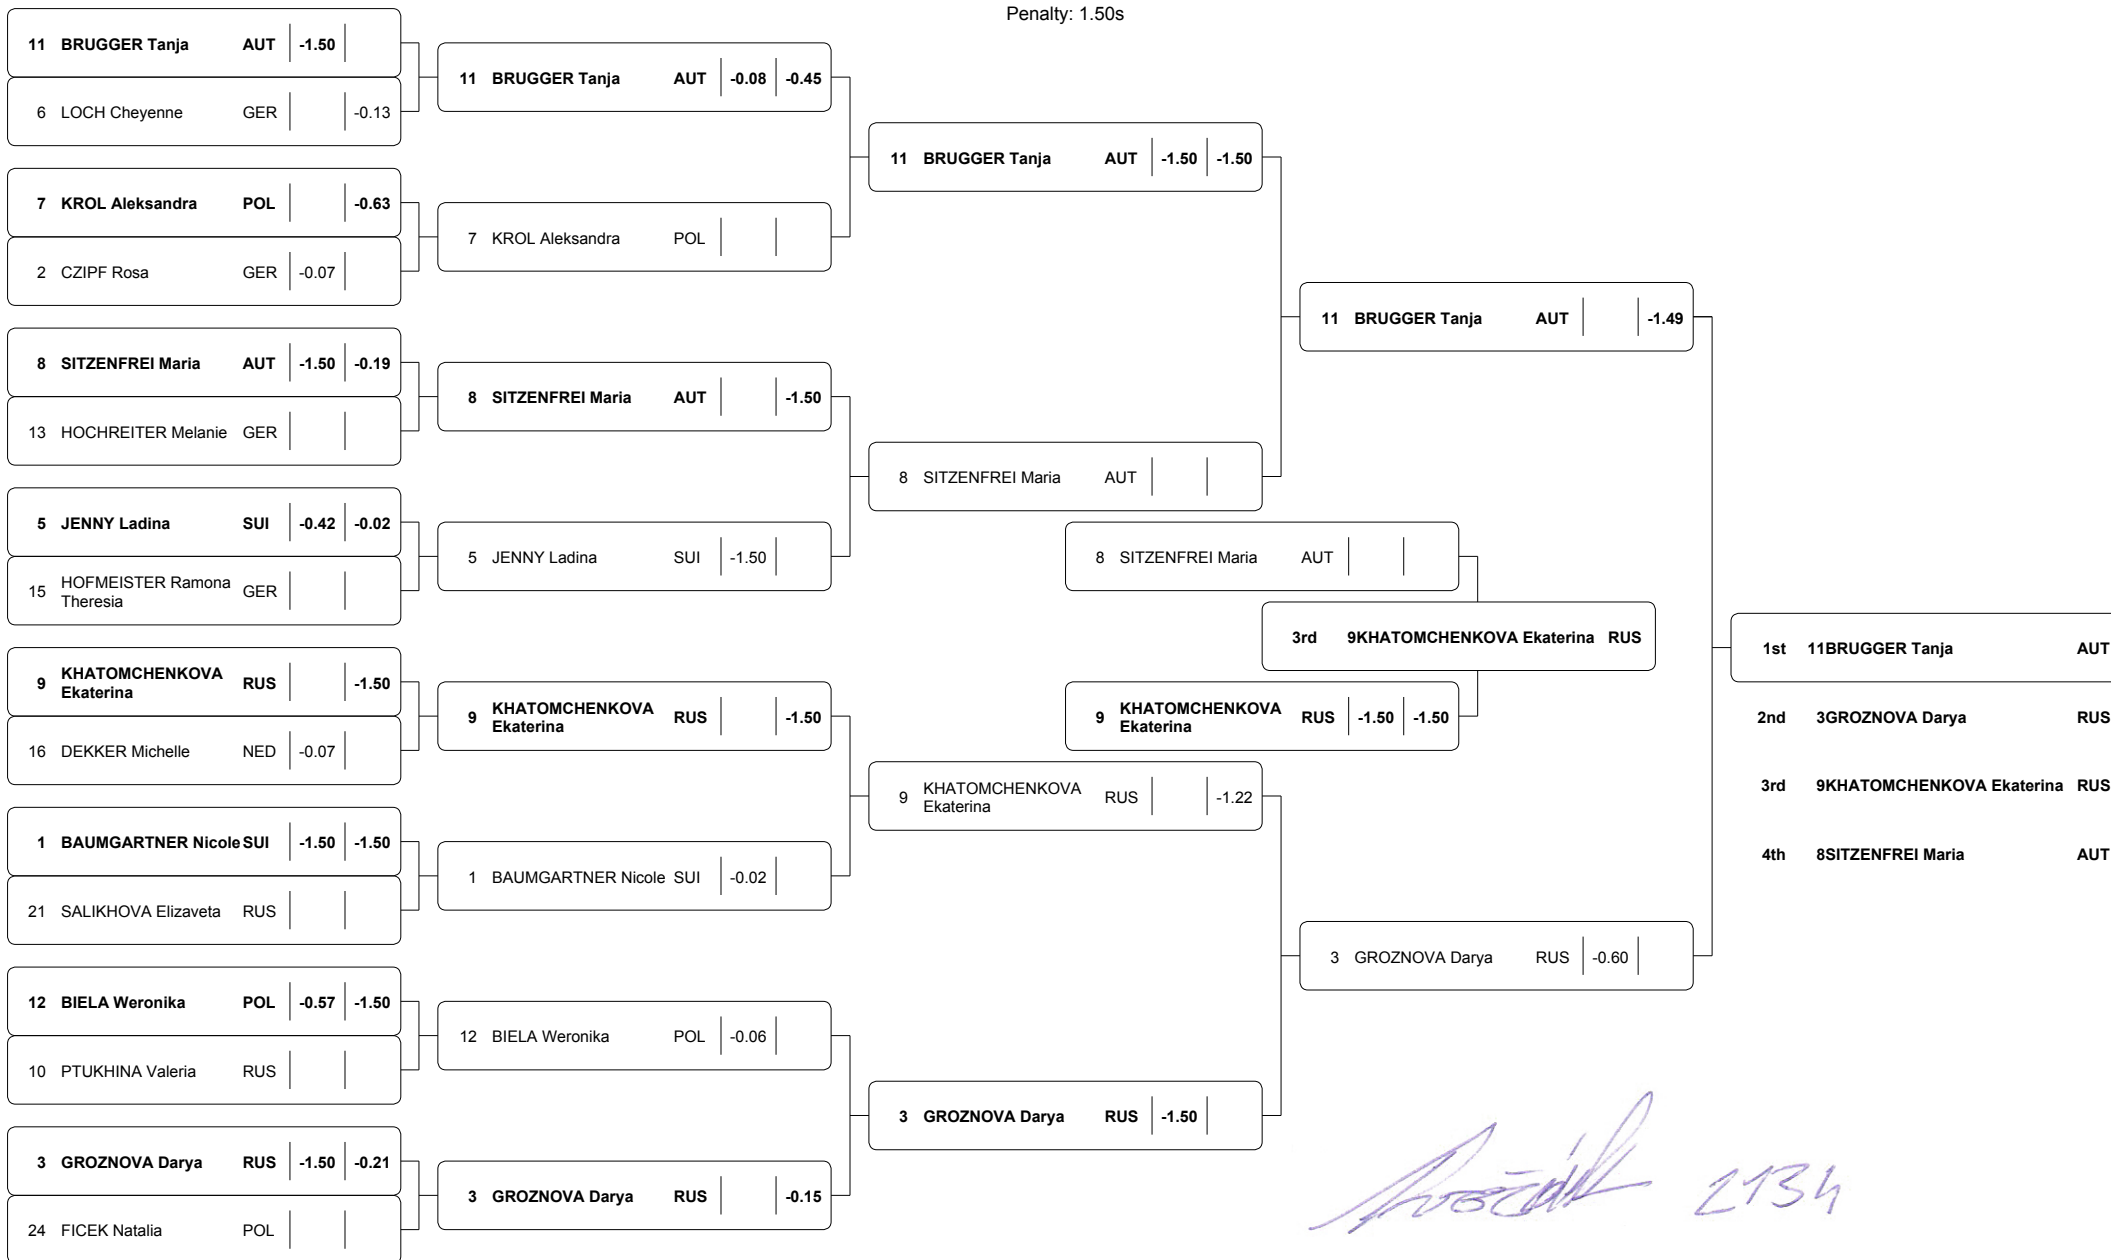 Penalty: 1.50s
11 BRUGGER Tanja AUT -1.50
6 LOCH Cheyenne GER -0.13
7 KROL Aleksandra POL -0.63
2 CZIPF Rosa GER -0.07
8 SITZENFREI Maria AUT -1.50 -0.19
13 HOCHREITER Melanie GER
5 JENNY Ladina SUI -0.42 -0.02
15 HOFMEISTER Ramona
Theresia GER
9 KHATOMCHENKOVA
Ekaterina RUS -1.50
16 DEKKER Michelle NED -0.07
1 BAUMGARTNER Nicole SUI -1.50 -1.50
21 SALIKHOVA Elizaveta RUS
12 BIELA Weronika POL -0.57 -1.50
10 PTUKHINA Valeria RUS
3 GROZNOVA Darya RUS -1.50 -0.21
24 FICEK Natalia POL
11 BRUGGER Tanja AUT -0.08 -0.45
7 KROL Aleksandra POL
8 SITZENFREI Maria AUT -1.50
5 JENNY Ladina SUI -1.50
9 KHATOMCHENKOVA
Ekaterina RUS -1.50
1 BAUMGARTNER Nicole SUI -0.02
12 BIELA Weronika POL -0.06
3 GROZNOVA Darya RUS -0.15
11 BRUGGER Tanja AUT -1.50 -1.50
8 SITZENFREI Maria AUT
9 KHATOMCHENKOVA
Ekaterina RUS -1.22
3 GROZNOVA Darya RUS -1.50
8 SITZENFREI Maria AUT
3rd 9KHATOMCHENKOVA Ekaterina RUS
9 KHATOMCHENKOVA
Ekaterina RUS -1.50 -1.50
11 BRUGGER Tanja AUT -1.49
3 GROZNOVA Darya RUS -0.60
1st 11BRUGGER Tanja AUT
2nd 3GROZNOVA Darya RUS
3rd 9KHATOMCHENKOVA Ekaterina RUS
4th 8SITZENFREI Maria AUT